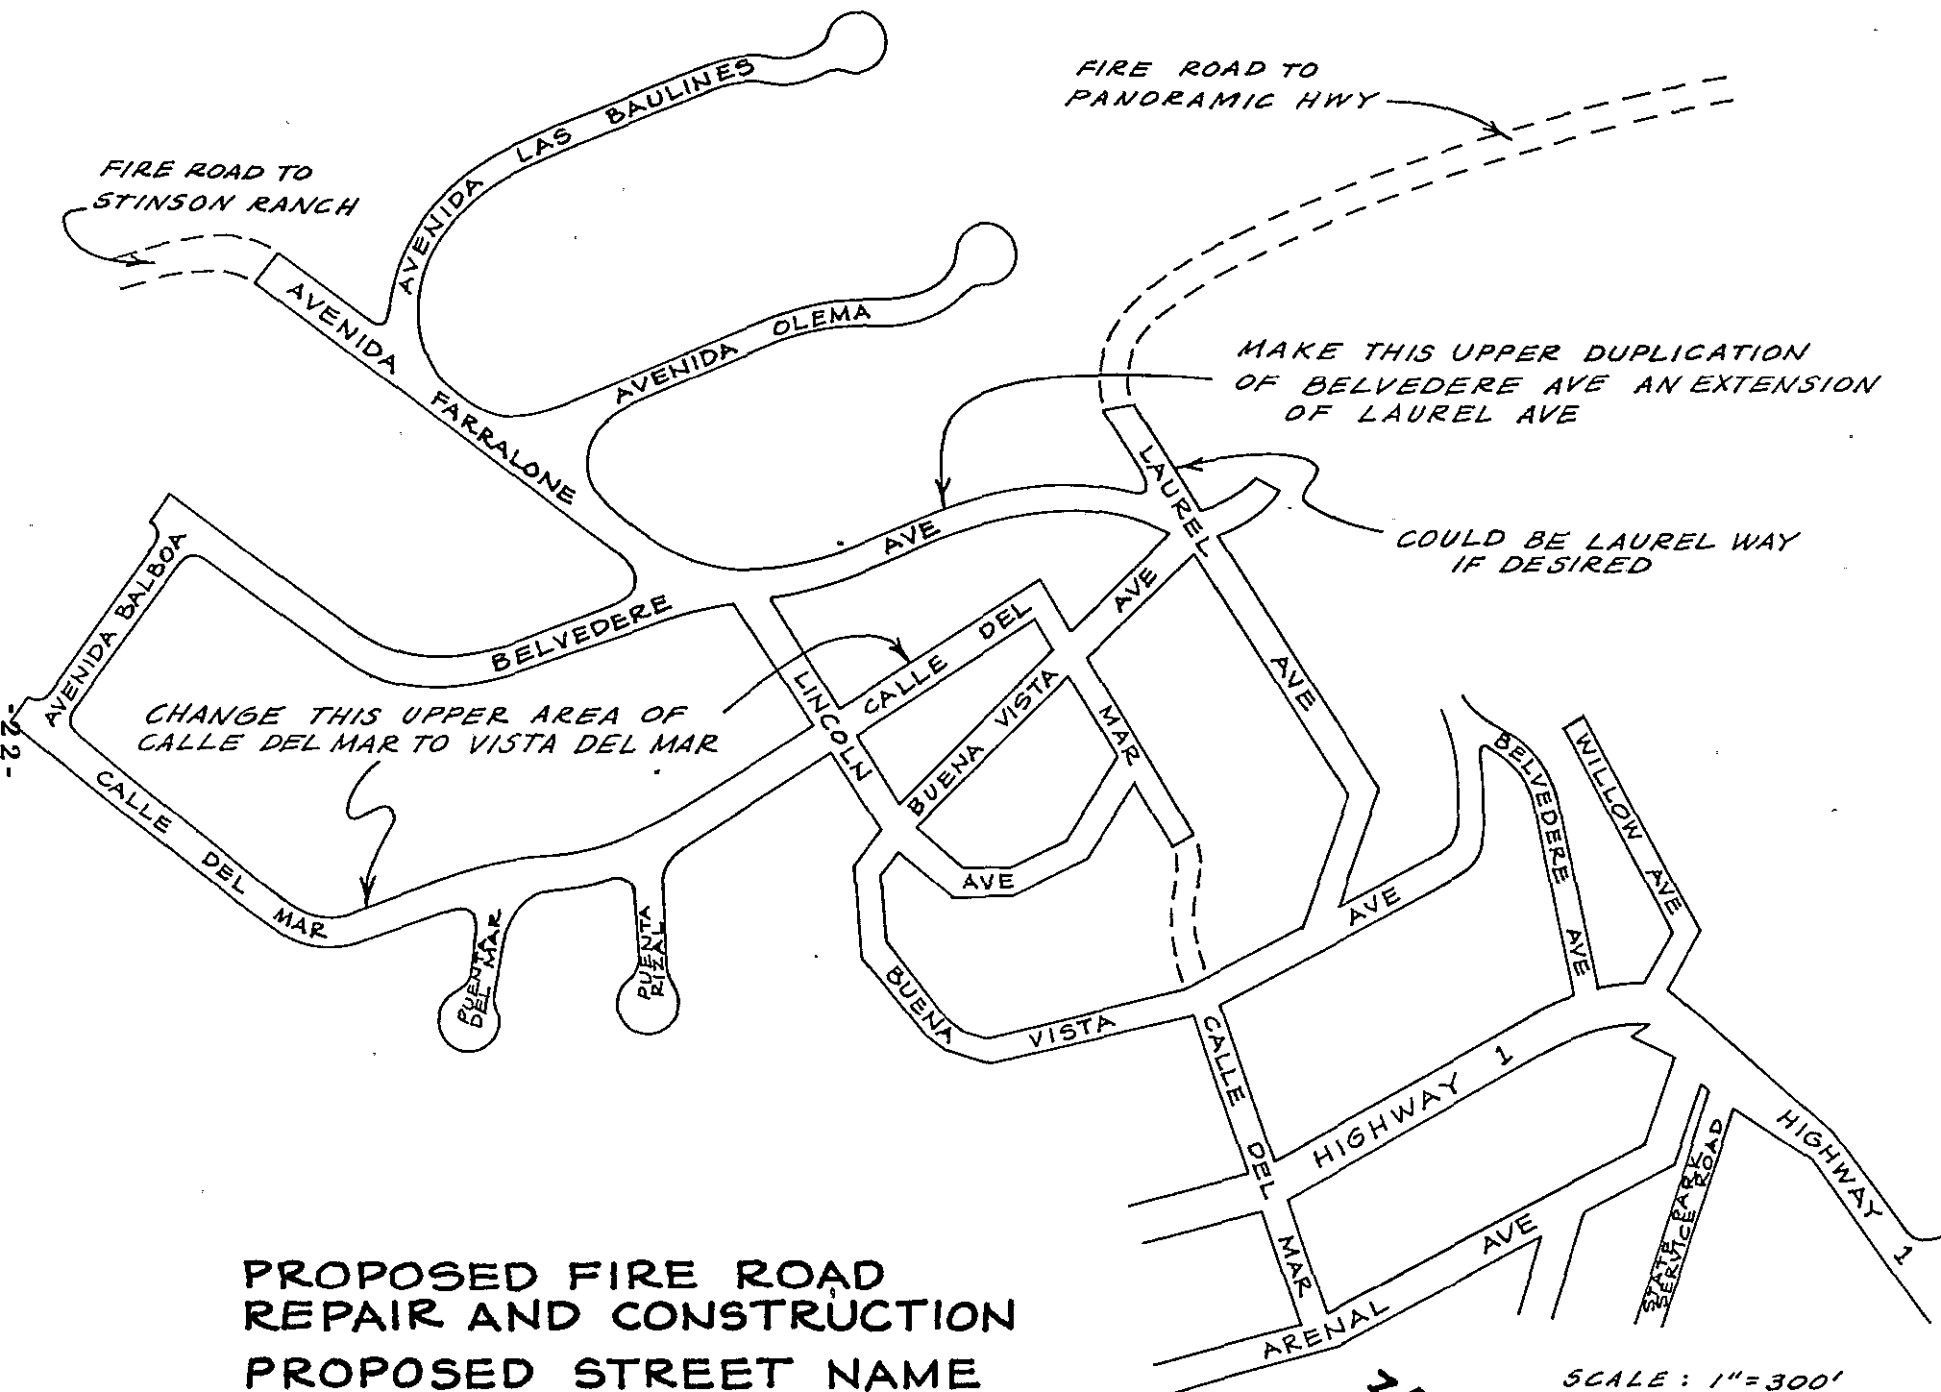 FIRE ROAD TO
PANORAMIC HWY
AVENIDA LAS BAULINES
FIRE ROAD TO
STINSON RANCH
AVENIDA OLEMA
AVENIDA FARRALONE
MAKE THIS UPPER DUPLICATION
OF BELVEDERE AVE AN EXTENSION
OF LAUREL AVE
LAUREL AVE
COULD BE LAUREL WAY
IF DESIRED
BELVEDERE AVE
AVENIDA BALBOA
CALLE DEL MAR
LINCOLN AVE
BUENA VISTA AVE
CHANGE THIS UPPER AREA OF
CALLE DEL MAR TO VISTA DEL MAR
-22-
CALLE DEL MAR
PUENTA
DEL MAR
PUENTA
RIZAL
BUENA VISTA AVE
BELVEDERE AVE
WILLOW AVE
CALLE DEL MAR
HIGHWAY 1
HIGHWAY 1
STATE PARK
SERVICE ROAD
ARENAL AVE
PROPOSED FIRE ROAD
REPAIR AND CONSTRUCTION
PROPOSED STREET NAME
SCALE: 1"=300'